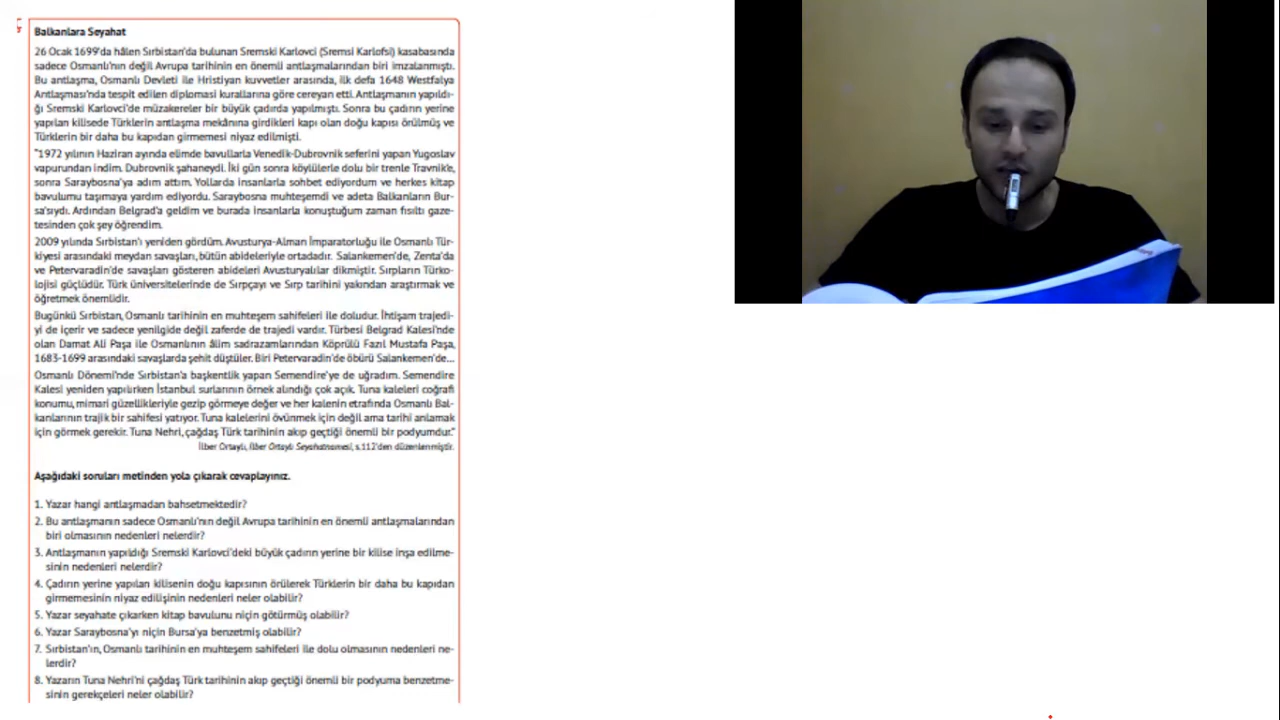 Balkanlara Seyahat
26 Ocak 1699'da hâlen Sırbistan'da bulunan Sremski Karlovci (Sremsi Karlofsi) kasabasında
sadece Osmanlı'nın değil Avrupa tarihinin en önemli antlaşmalarından biri imzalanmıştı.
Bu antlaşma, Osmanlı Devleti ile Hristiyan kuvvetler arasında, ilk defa 1648 Westfalya
Antlaşması'nda tespit edilen diplomasi kurallarına göre cereyan etti. Antlaşmanın yapıldı-
ğı Sremski Karlovci'de müzakereler bir büyük çadırda yapılmıştı. Sonra bu çadırın yerine
yapılan kilisede Türklerin antlaşma mekânına girdikleri kapı olan doğu kapısı örülmüş ve
Türklerin bir daha bu kapıdan girmemesi niyaz edilmişti.
"1972 yılının Haziran ayında elimde bavullarla Venedik-Dubrovnik seferini yapan Yugoslav
vapurundan indim. Dubrovnik şahaneydi. İki gün sonra köylülerle dolu bir trenle Travnik'e,
sonra Saraybosna'ya adım attım. Yollarda insanlarla sohbet ediyordum ve herkes kitap
bavulumu taşımaya yardım ediyordu. Saraybosna muhteşemdi ve adeta Balkanların Bur-
sa'sıydı. Ardından Belgrad'a geldim ve burada insanlarla konuştuğum zaman fısıltı gaze-
tesinden çok şey öğrendim.
2009 yılında Sırbistan'ı yeniden gördüm. Avusturya-Alman İmparatorluğu ile Osmanlı Tür-
kiyesi arasındaki meydan savaşları, bütün abideleriyle ortadadır. Salankemen'de, Zenta'da
ve Petervaradin'de savaşları gösteren abideleri Avusturyalılar dikmiştir. Sırpların Türko-
lojisi güçlüdür. Türk üniversitelerinde de Sırpçayı ve Sırp tarihini yakından araştırmak ve
öğretmek önemlidir.
Bugünkü Sırbistan, Osmanlı tarihinin en muhteşem sahifeleri ile doludur. İhtişam trajedi-
yi de içerir ve sadece yenilgide değil zaferde de trajedi vardır. Türbesi Belgrad Kalesi'nde
olan Damat Ali Paşa ile Osmanlının âlim sadrazamlarından Köprülü Fazıl Mustafa Paşa,
1683-1699 arasındaki savaşlarda şehit düştüler. Biri Petervaradin'de öbürü Salankemen'de...
Osmanlı Dönemi'nde Sırbistan'a başkentlik yapan Semendire'ye de uğradım. Semendire
Kalesi yeniden yapılırken İstanbul surlarının örnek alındığı çok açık. Tuna kaleleri coğrafi
konumu, mimari güzellikleriyle gezip görmeye değer ve her kalenin etrafında Osmanlı Bal-
kanlarının trajik bir sahifesi yatıyor. Tuna kalelerini övünmek için değil ama tarihi anlamak
için görmek gerekir. Tuna Nehri, çağdaş Türk tarihinin akıp geçtiği önemli bir podyumdur."
İlber Ortaylı, İlber Ortaylı Seyahatnamesi, s.112'den düzenlenmiştir.
Aşağıdaki soruları metinden yola çıkarak cevaplayınız.
1. Yazar hangi antlaşmadan bahsetmektedir?
2. Bu antlaşmanın sadece Osmanlı'nın değil Avrupa tarihinin en önemli antlaşmalarından
biri olmasının nedenleri nelerdir?
3. Antlaşmanın yapıldığı Sremski Karlovci'deki büyük çadırın yerine bir kilise inşa edilme-
sinin nedenleri nelerdir?
4. Çadırın yerine yapılan kilisenin doğu kapısının örülerek Türklerin bir daha bu kapıdan
girmemesinin niyaz edilişinin nedenleri neler olabilir?
5. Yazar seyahate çıkarken kitap bavulunu niçin götürmüş olabilir?
6. Yazar Saraybosna'yı niçin Bursa'ya benzetmiş olabilir?
7. Sırbistan'ın, Osmanlı tarihinin en muhteşem sahifeleri ile dolu olmasının nedenleri ne-
lerdir?
8. Yazarın Tuna Nehri'ni çağdaş Türk tarihinin akıp geçtiği önemli bir podyuma benzetme-
sinin gerekçeleri neler olabilir?